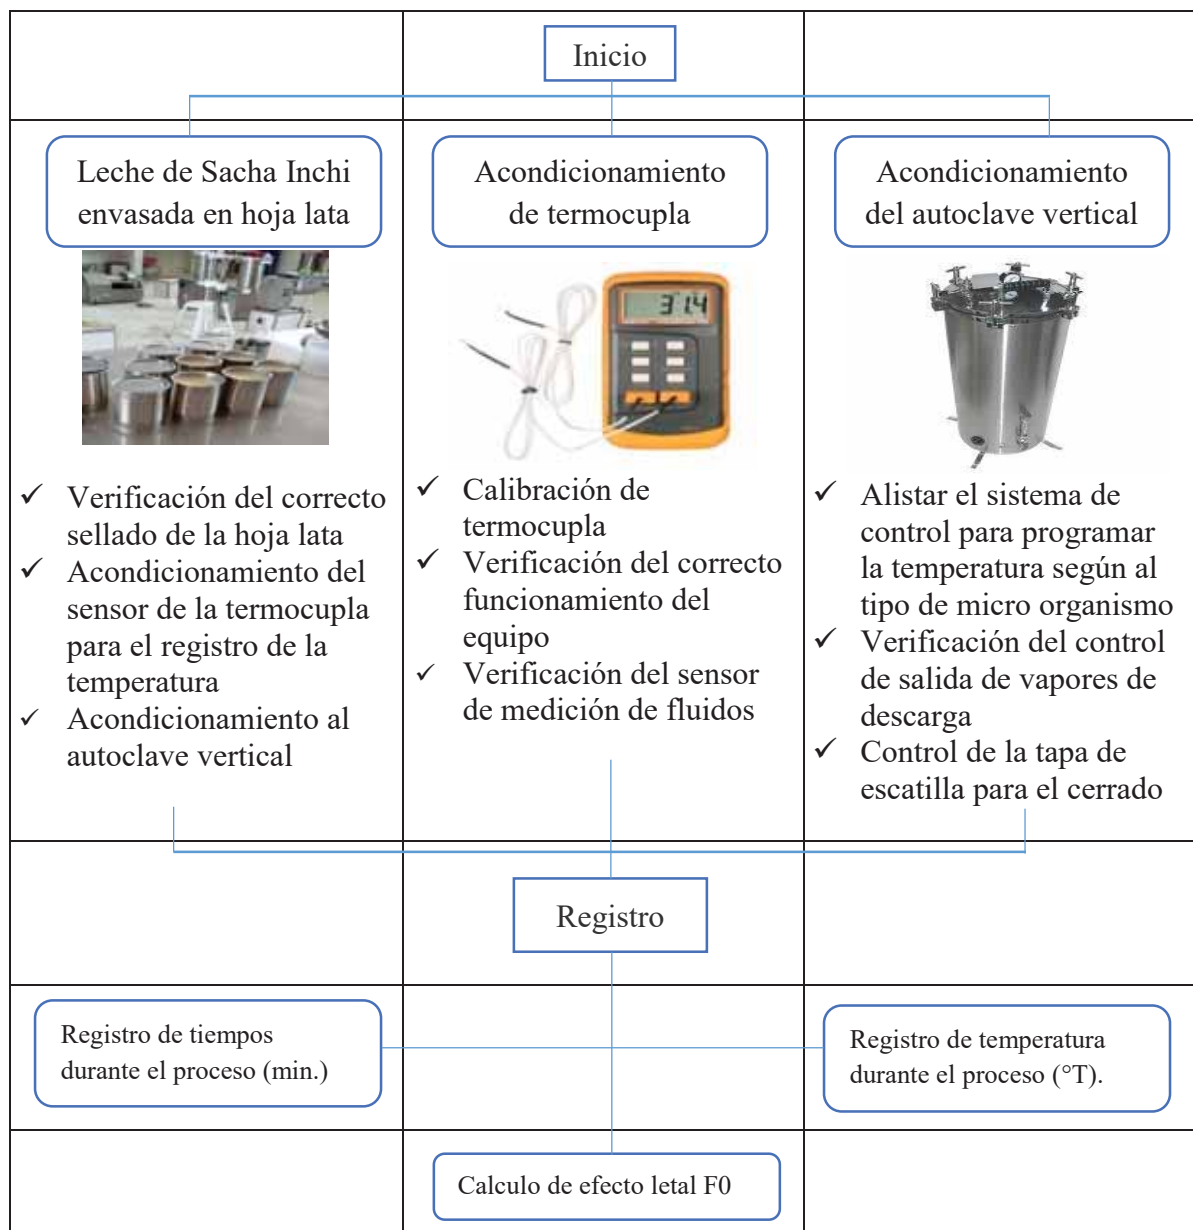 Inicio
Leche de Sacha Inchi
envasada en hoja lata
Acondicionamiento
de termocupla
Acondicionamiento
del autoclave vertical
31.4
✓ Verificación del correcto
sellado de la hoja lata
✓ Acondicionamiento del
sensor de la termocupla
para el registro de la
temperatura
✓ Acondicionamiento al
autoclave vertical
✓ Calibración de
termocupla
✓ Verificación del correcto
funcionamiento del
equipo
✓ Verificación del sensor
de medición de fluidos
✓ Alistar el sistema de
control para programar
la temperatura según al
tipo de micro organismo
✓ Verificación del control
de salida de vapores de
descarga
✓ Control de la tapa de
escatilla para el cerrado
Registro
Registro de tiempos
durante el proceso (min.)
Registro de temperatura
durante el proceso (°T).
Calculo de efecto letal F0